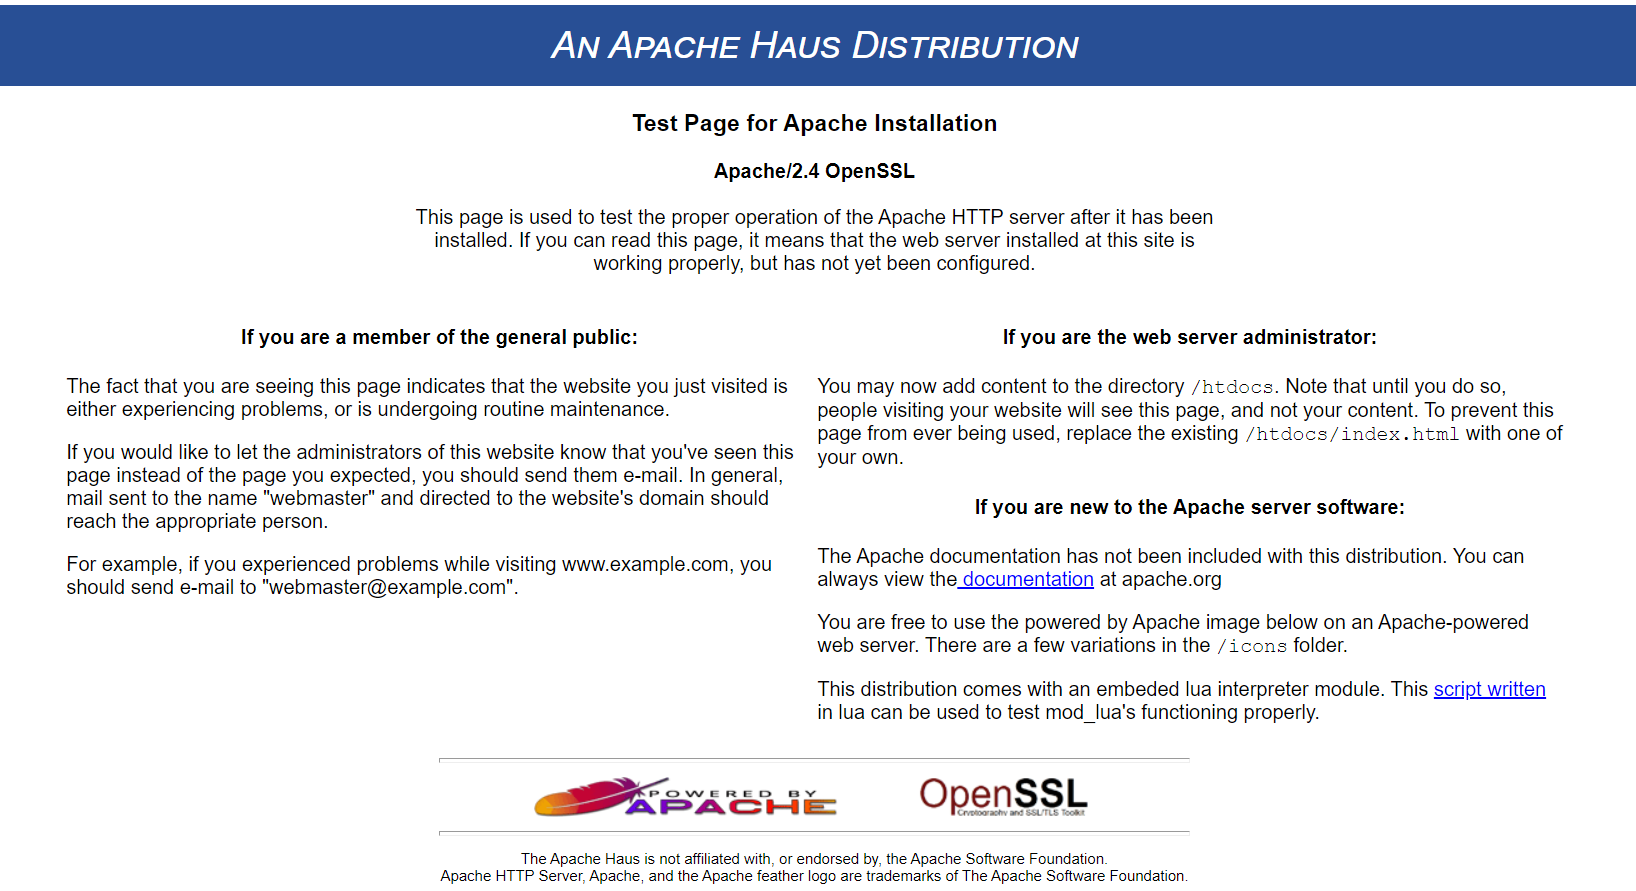 AN APACHE HAUS DISTRIBUTION
Test Page for Apache Installation
Apache/2.4 OpenSSL
This page is used to test the proper operation of the Apache HTTP server after it has been
installed. If you can read this page, it means that the web server installed at this site is
working properly, but has not yet been configured.
If you are a member of the general public:
The fact that you are seeing this page indicates that the website you just visited is
either experiencing problems, or is undergoing routine maintenance.
If you would like to let the administrators of this website know that you've seen this
page instead of the page you expected, you should send them e-mail. In general,
mail sent to the name "webmaster" and directed to the website's domain should
reach the appropriate person.
For example, if you experienced problems while visiting www.example.com, you
should send e-mail to "webmaster@example.com".
If you are the web server administrator:
You may now add content to the directory /htdocs. Note that until you do so,
people visiting your website will see this page, and not your content. To prevent this
page from ever being used, replace the existing /htdocs/index.html with one of
your own.
If you are new to the Apache server software:
The Apache documentation has not been included with this distribution. You can
always view the documentation at apache.org
You are free to use the powered by Apache image below on an Apache-powered
web server. There are a few variations in the /icons folder.
This distribution comes with an embeded lua interpreter module. This script written
in lua can be used to test mod_lua's functioning properly.
POWERED BY
APACHE
OpenSSL
Cryptography and SSL/TLS Toolkit
The Apache Haus is not affiliated with, or endorsed by, the Apache Software Foundation.
Apache HTTP Server, Apache, and the Apache feather logo are trademarks of The Apache Software Foundation.